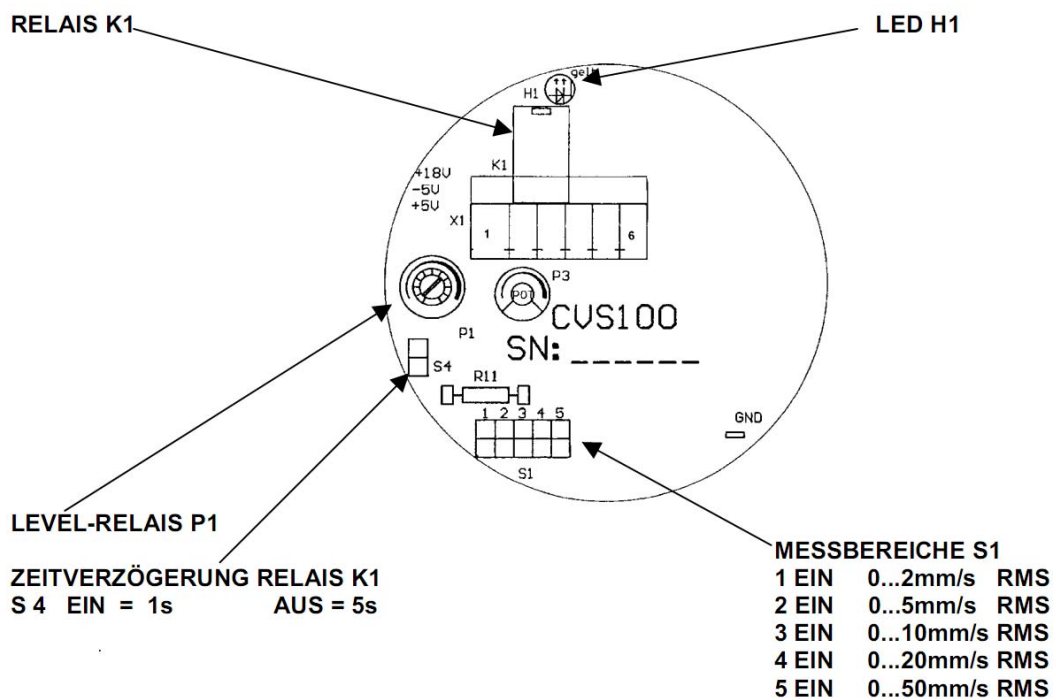 RELAIS K1
LED H1
gelb
H1
K1
+18V
-5V
+5V
X1
1
6
P3
POT
CVS100
P1
SN: ______
S4
R11
1 2 3 4 5
GND
S1
LEVEL-RELAIS P1
ZEITVERZÖGERUNG RELAIS K1
S 4 EIN = 1s AUS = 5s
MESSBEREICHE S1
1 EIN 0...2mm/s RMS
2 EIN 0...5mm/s RMS
3 EIN 0...10mm/s RMS
4 EIN 0...20mm/s RMS
5 EIN 0...50mm/s RMS